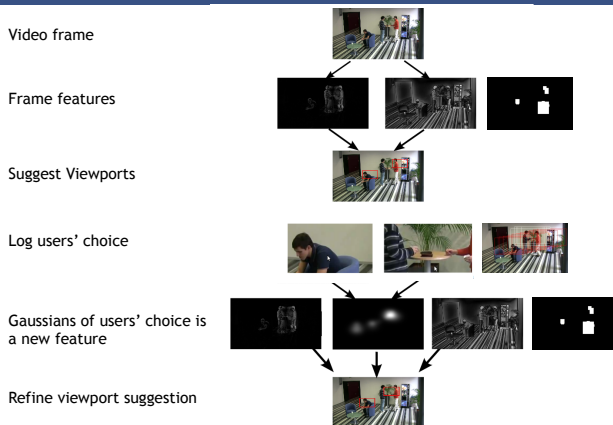 Video frame
Frame features
Suggest Viewports
Log users’ choice
Gaussians of users’ choice is
a new feature
Refine viewport suggestion